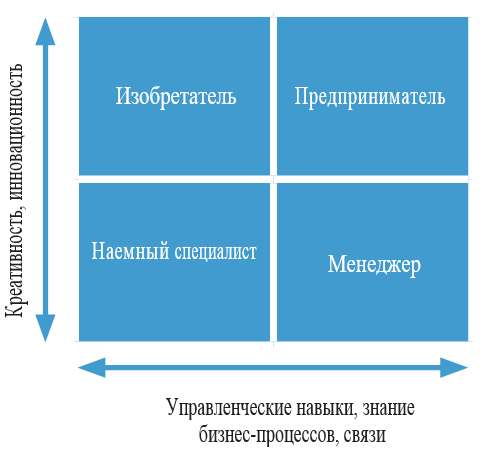 Креативность, инновационность
Изобретатель
Предприниматель
Наемный специалист
Менеджер
Управленческие навыки, знание
бизнес-процессов, связи